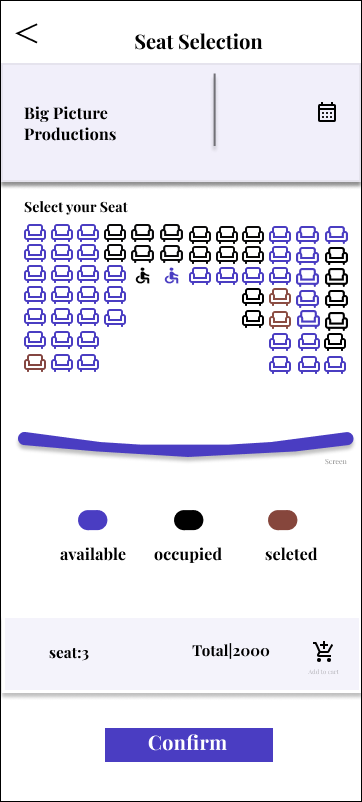 Seat Selection
Big Picture
Productions
Select your Seat
Screen
available occupied seleted
seat:3 Total|2000
Add to cart
Confirm